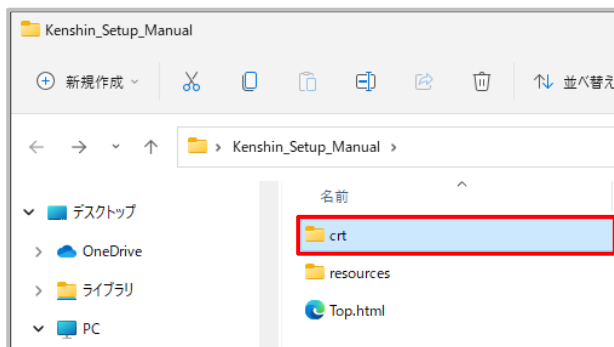 Kenshin_Setup_Manual
新規作成
並べ替え
Kenshin_Setup_Manual
名前
デスクトップ
crt
OneDrive
resources
ライブラリ
Top.html
PC